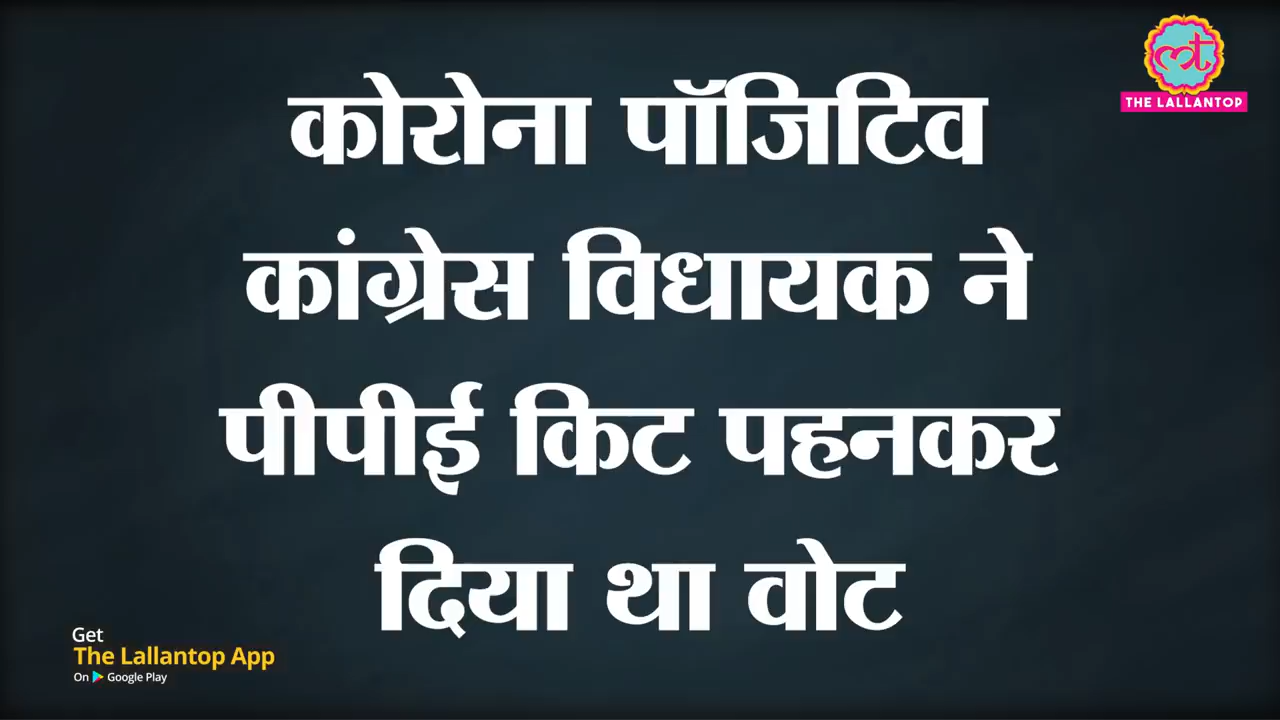 THE LALLANTOP
कोरोना पॉजिटिव
कांग्रेस विधायक ने
पीपीई किट पहनकर
दिया था वोट
Get
The Lallantop App
On Google Play